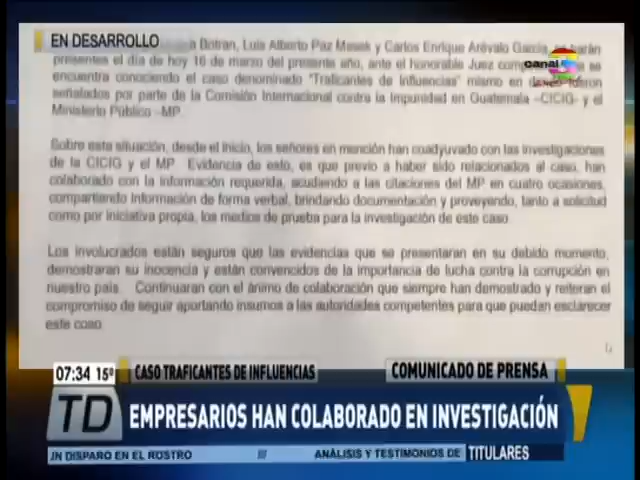 EN DESARROLLO
Botran, Luis Alberto Paz Mesek y Carlos Enrique Arévalo García
canal
presentes el día de hoy 16 de marzo del presente año, ante el honorable Juez se
encuentra conociendo el caso denominado "Traficantes de Influencias" mismo en
señalados por parte de la Comisión Internacional contra la Impunidad en Guatemala –CICIG- y el
Ministerio Público –MP.
Sobre esta situación, desde el inicio, los señores en mención han coadyuvado con las investigaciones
de la CICIG y el MP. Evidencia de esto, es que previo a haber sido relacionados al caso, han
colaborado con la información requerida, acudiendo a las citaciones del MP en cuatro ocasiones,
compartiendo información de forma verbal, brindando documentación y proveyendo, tanto a solicitud
como por iniciativa propia, los medios de prueba para la investigación de este caso.
Los involucrados están seguros que las evidencias que se presentaran en su debido momento,
demostraran su inocencia y están convencidos de la importancia de lucha contra la corrupción en
nuestro país. Continuaran con el ánimo de colaboración que siempre han demostrado y reiteran el
compromiso de seguir aportando insumos a las autoridades competentes para que puedan esclarecer
este caso.
07:34 15º
CASO TRAFICANTES DE INFLUENCIAS
COMUNICADO DE PRENSA
TD
EMPRESARIOS HAN COLABORADO EN INVESTIGACIÓN
UN DISPARO EN EL ROSTRO /// ANÁLISIS Y TESTIMONIOS DE
TITULARES